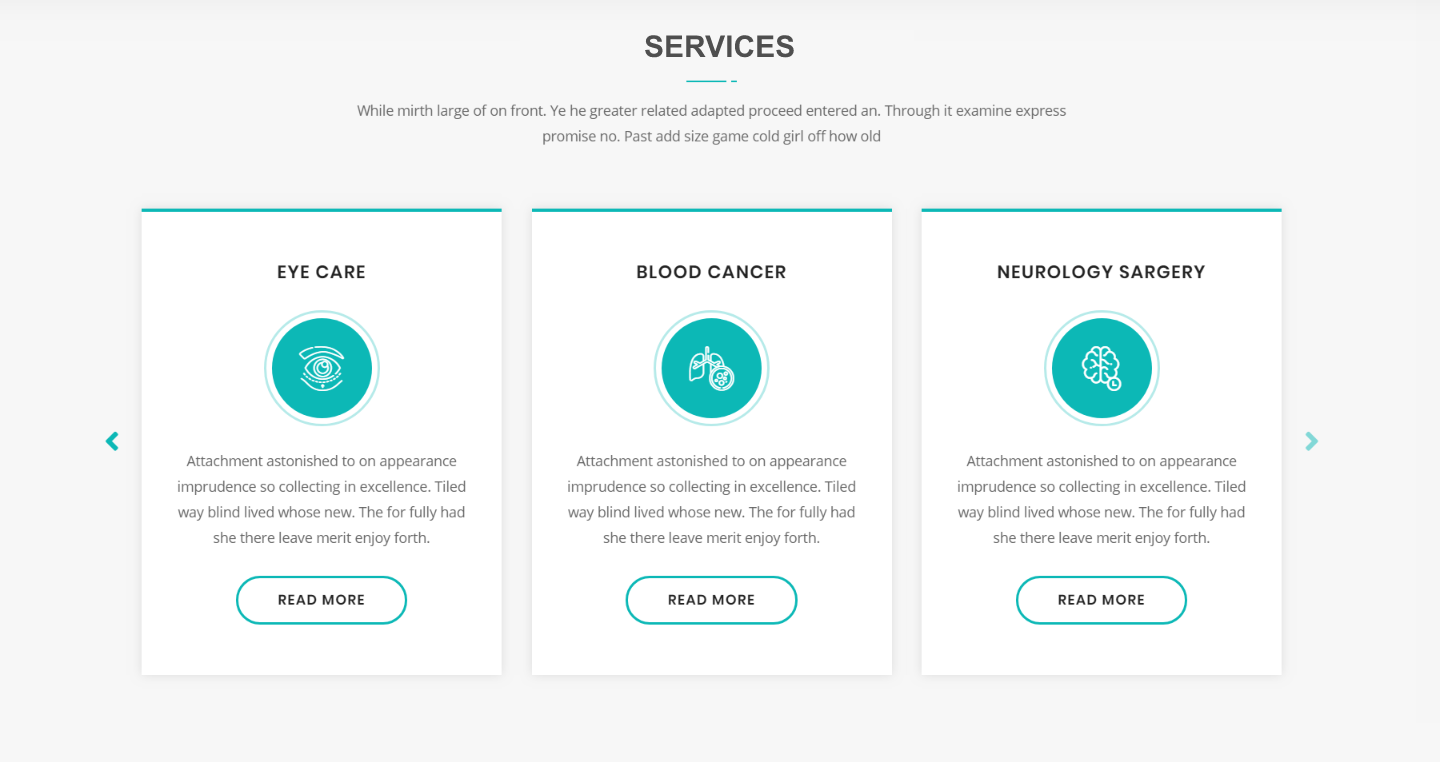 SERVICES
While mirth large of on front. Ye he greater related adapted proceed entered an. Through it examine express
promise no. Past add size game cold girl off how old
EYE CARE
Attachment astonished to on appearance
imprudence so collecting in excellence. Tiled
way blind lived whose new. The for fully had
she there leave merit enjoy forth.
READ MORE
BLOOD CANCER
Attachment astonished to on appearance
imprudence so collecting in excellence. Tiled
way blind lived whose new. The for fully had
she there leave merit enjoy forth.
READ MORE
NEUROLOGY SARGERY
Attachment astonished to on appearance
imprudence so collecting in excellence. Tiled
way blind lived whose new. The for fully had
she there leave merit enjoy forth.
READ MORE